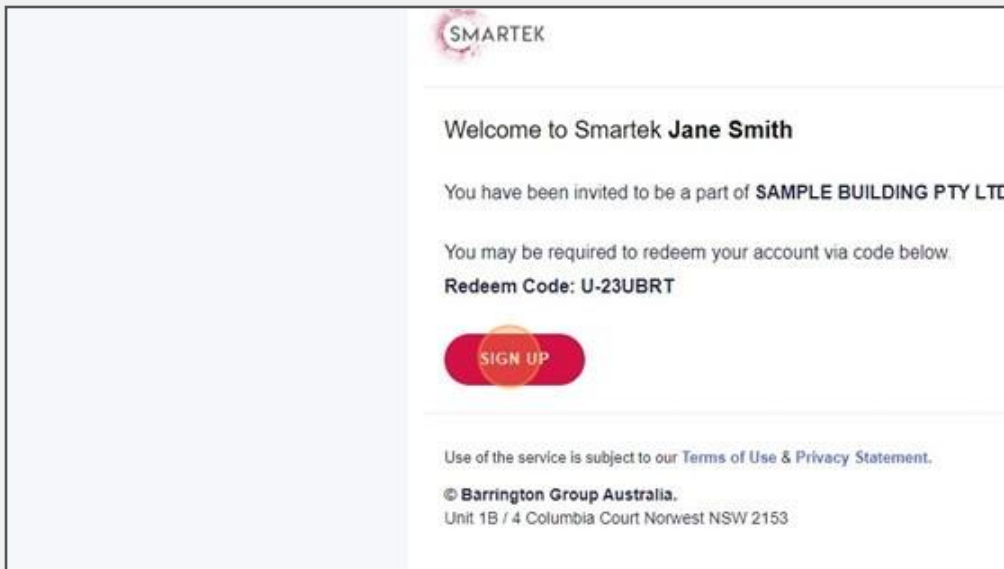 SMARTEK
Welcome to Smartek Jane Smith
You have been invited to be a part of SAMPLE BUILDING PTY LTD
You may be required to redeem your account via code below.
Redeem Code: U-23UBRT
SIGN UP
Use of the service is subject to our Terms of Use & Privacy Statement.
© Barrington Group Australia.
Unit 1B / 4 Columbia Court Norwest NSW 2153